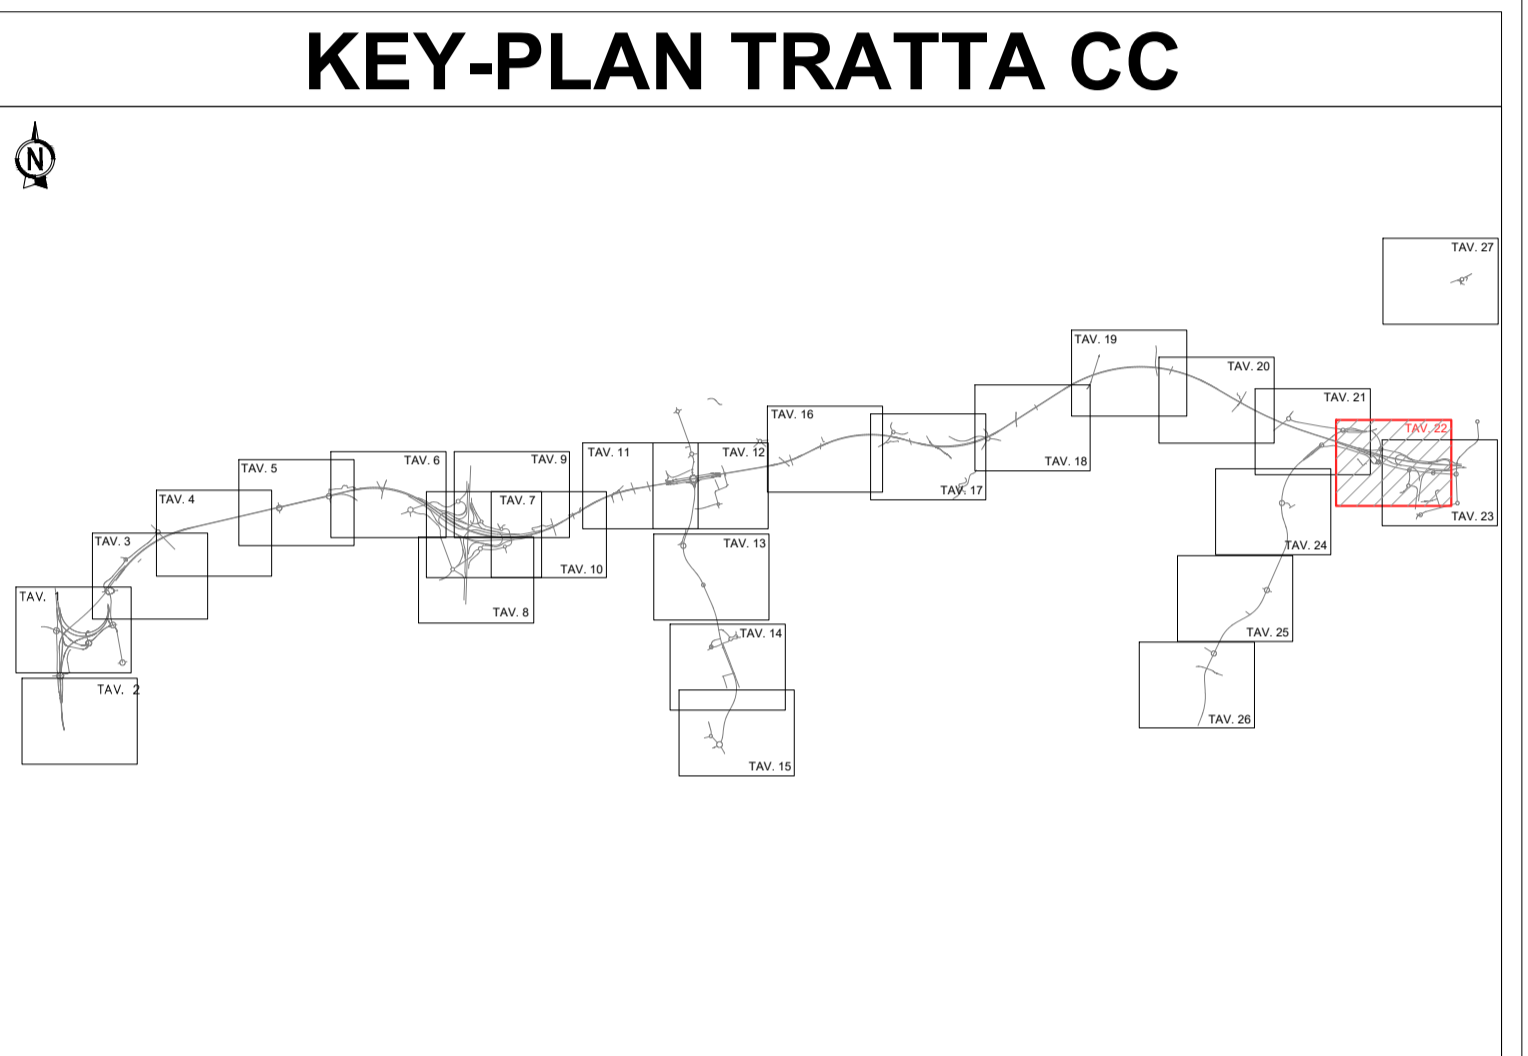 KEY-PLAN TRATTA CC
N
TAV. 27
TAV. 19
TAV. 20
TAV. 21
TAV. 16
TAV. 22
TAV. 11
TAV. 12
TAV. 6
TAV. 9
TAV. 18
TAV. 5
TAV. 17
TAV. 4
TAV. 7
TAV. 23
TAV. 3
TAV. 13
TAV. 24
TAV. 10
TAV. 1
TAV. 8
TAV. 14
TAV. 25
TAV. 2
TAV. 26
TAV. 15